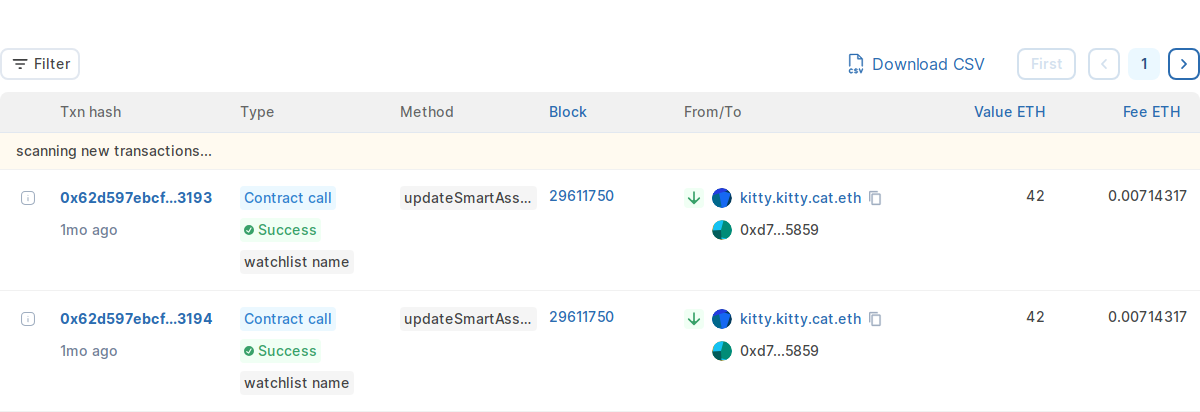 Filter Download CSV First 1
Txn hash Type Method Block From/To Value ETH Fee ETH
scanning new transactions...
0x62d597ebcf...3193 Contract call updateSmartAss... 29611750 kitty.kitty.cat.eth 42 0.00714317
1mo ago Success 0xd7...5859
watchlist name
0x62d597ebcf...3194 Contract call updateSmartAss... 29611750 kitty.kitty.cat.eth 42 0.00714317
1mo ago Success 0xd7...5859
watchlist name